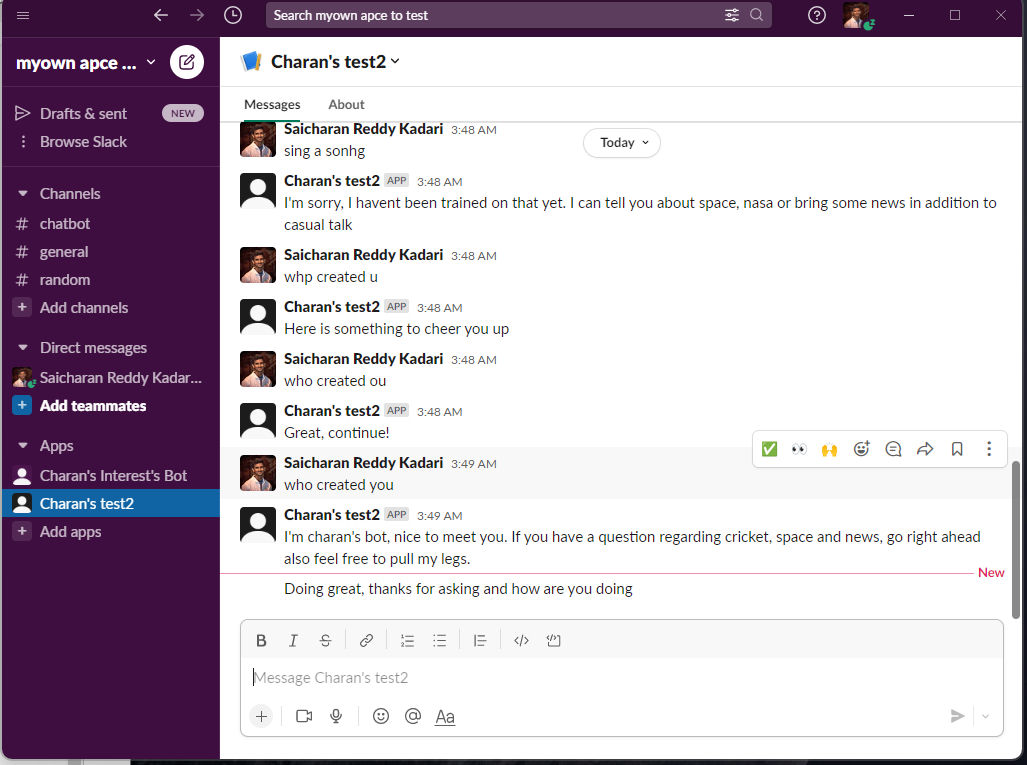 Search myown apce to test
myown apce ...
Charan's test2
Drafts & sent NEW
Browse Slack
Channels
# chatbot
# general
# random
+ Add channels
Direct messages
Saicharan Reddy Kadar...
+ Add teammates
Apps
Charan's Interest's Bot
Charan's test2
+ Add apps
Messages About
Today
Saicharan Reddy Kadari 3:48 AM
sing a sonhg
Charan's test2 APP 3:48 AM
I'm sorry, I havent been trained on that yet. I can tell you about space, nasa or bring some news in addition to
casual talk
Saicharan Reddy Kadari 3:48 AM
whp created u
Charan's test2 APP 3:48 AM
Here is something to cheer you up
Saicharan Reddy Kadari 3:48 AM
who created ou
Charan's test2 APP 3:48 AM
Great, continue!
Saicharan Reddy Kadari 3:49 AM
who created you
Charan's test2 APP 3:49 AM
I'm charan's bot, nice to meet you. If you have a question regarding cricket, space and news, go right ahead
also feel free to pull my legs.
New
Doing great, thanks for asking and how are you doing
B I S
Message Charan's test2
+ @ Aa